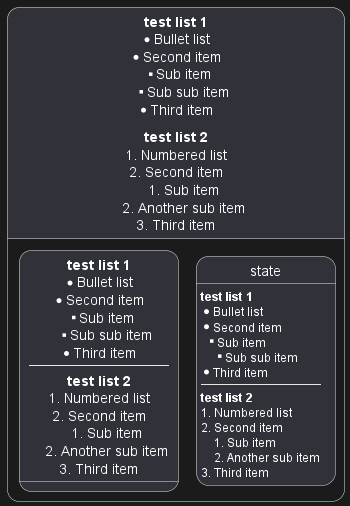 test list 1
• Bullet list
• Second item
▪ Sub item
▪ Sub sub item
• Third item
test list 2
1. Numbered list
2. Second item
1. Sub item
2. Another sub item
3. Third item
test list 1
• Bullet list
• Second item
▪ Sub item
▪ Sub sub item
• Third item
test list 2
1. Numbered list
2. Second item
1. Sub item
2. Another sub item
3. Third item
state
test list 1
• Bullet list
• Second item
▪ Sub item
▪ Sub sub item
• Third item
test list 2
1. Numbered list
2. Second item
1. Sub item
2. Another sub item
3. Third item